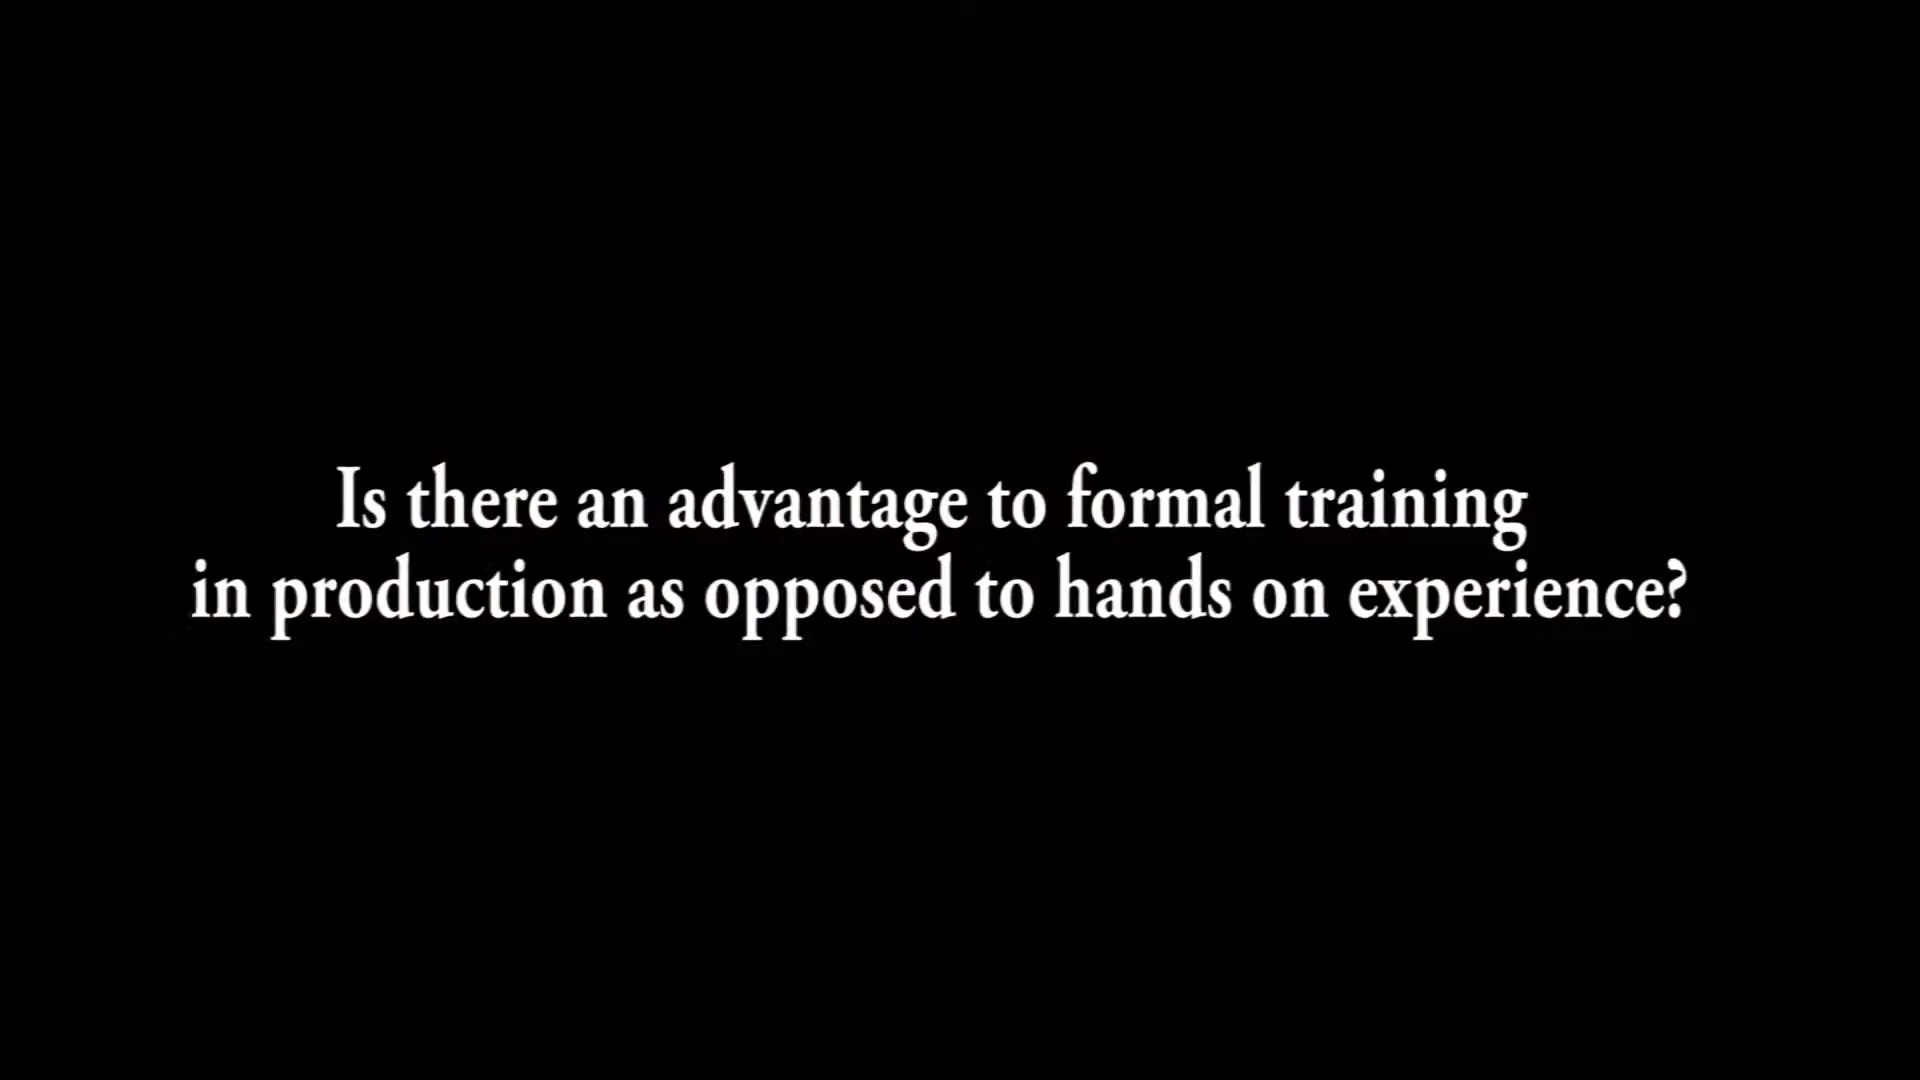 Is there an advantage to formal training
in production as opposed to hands on experience?